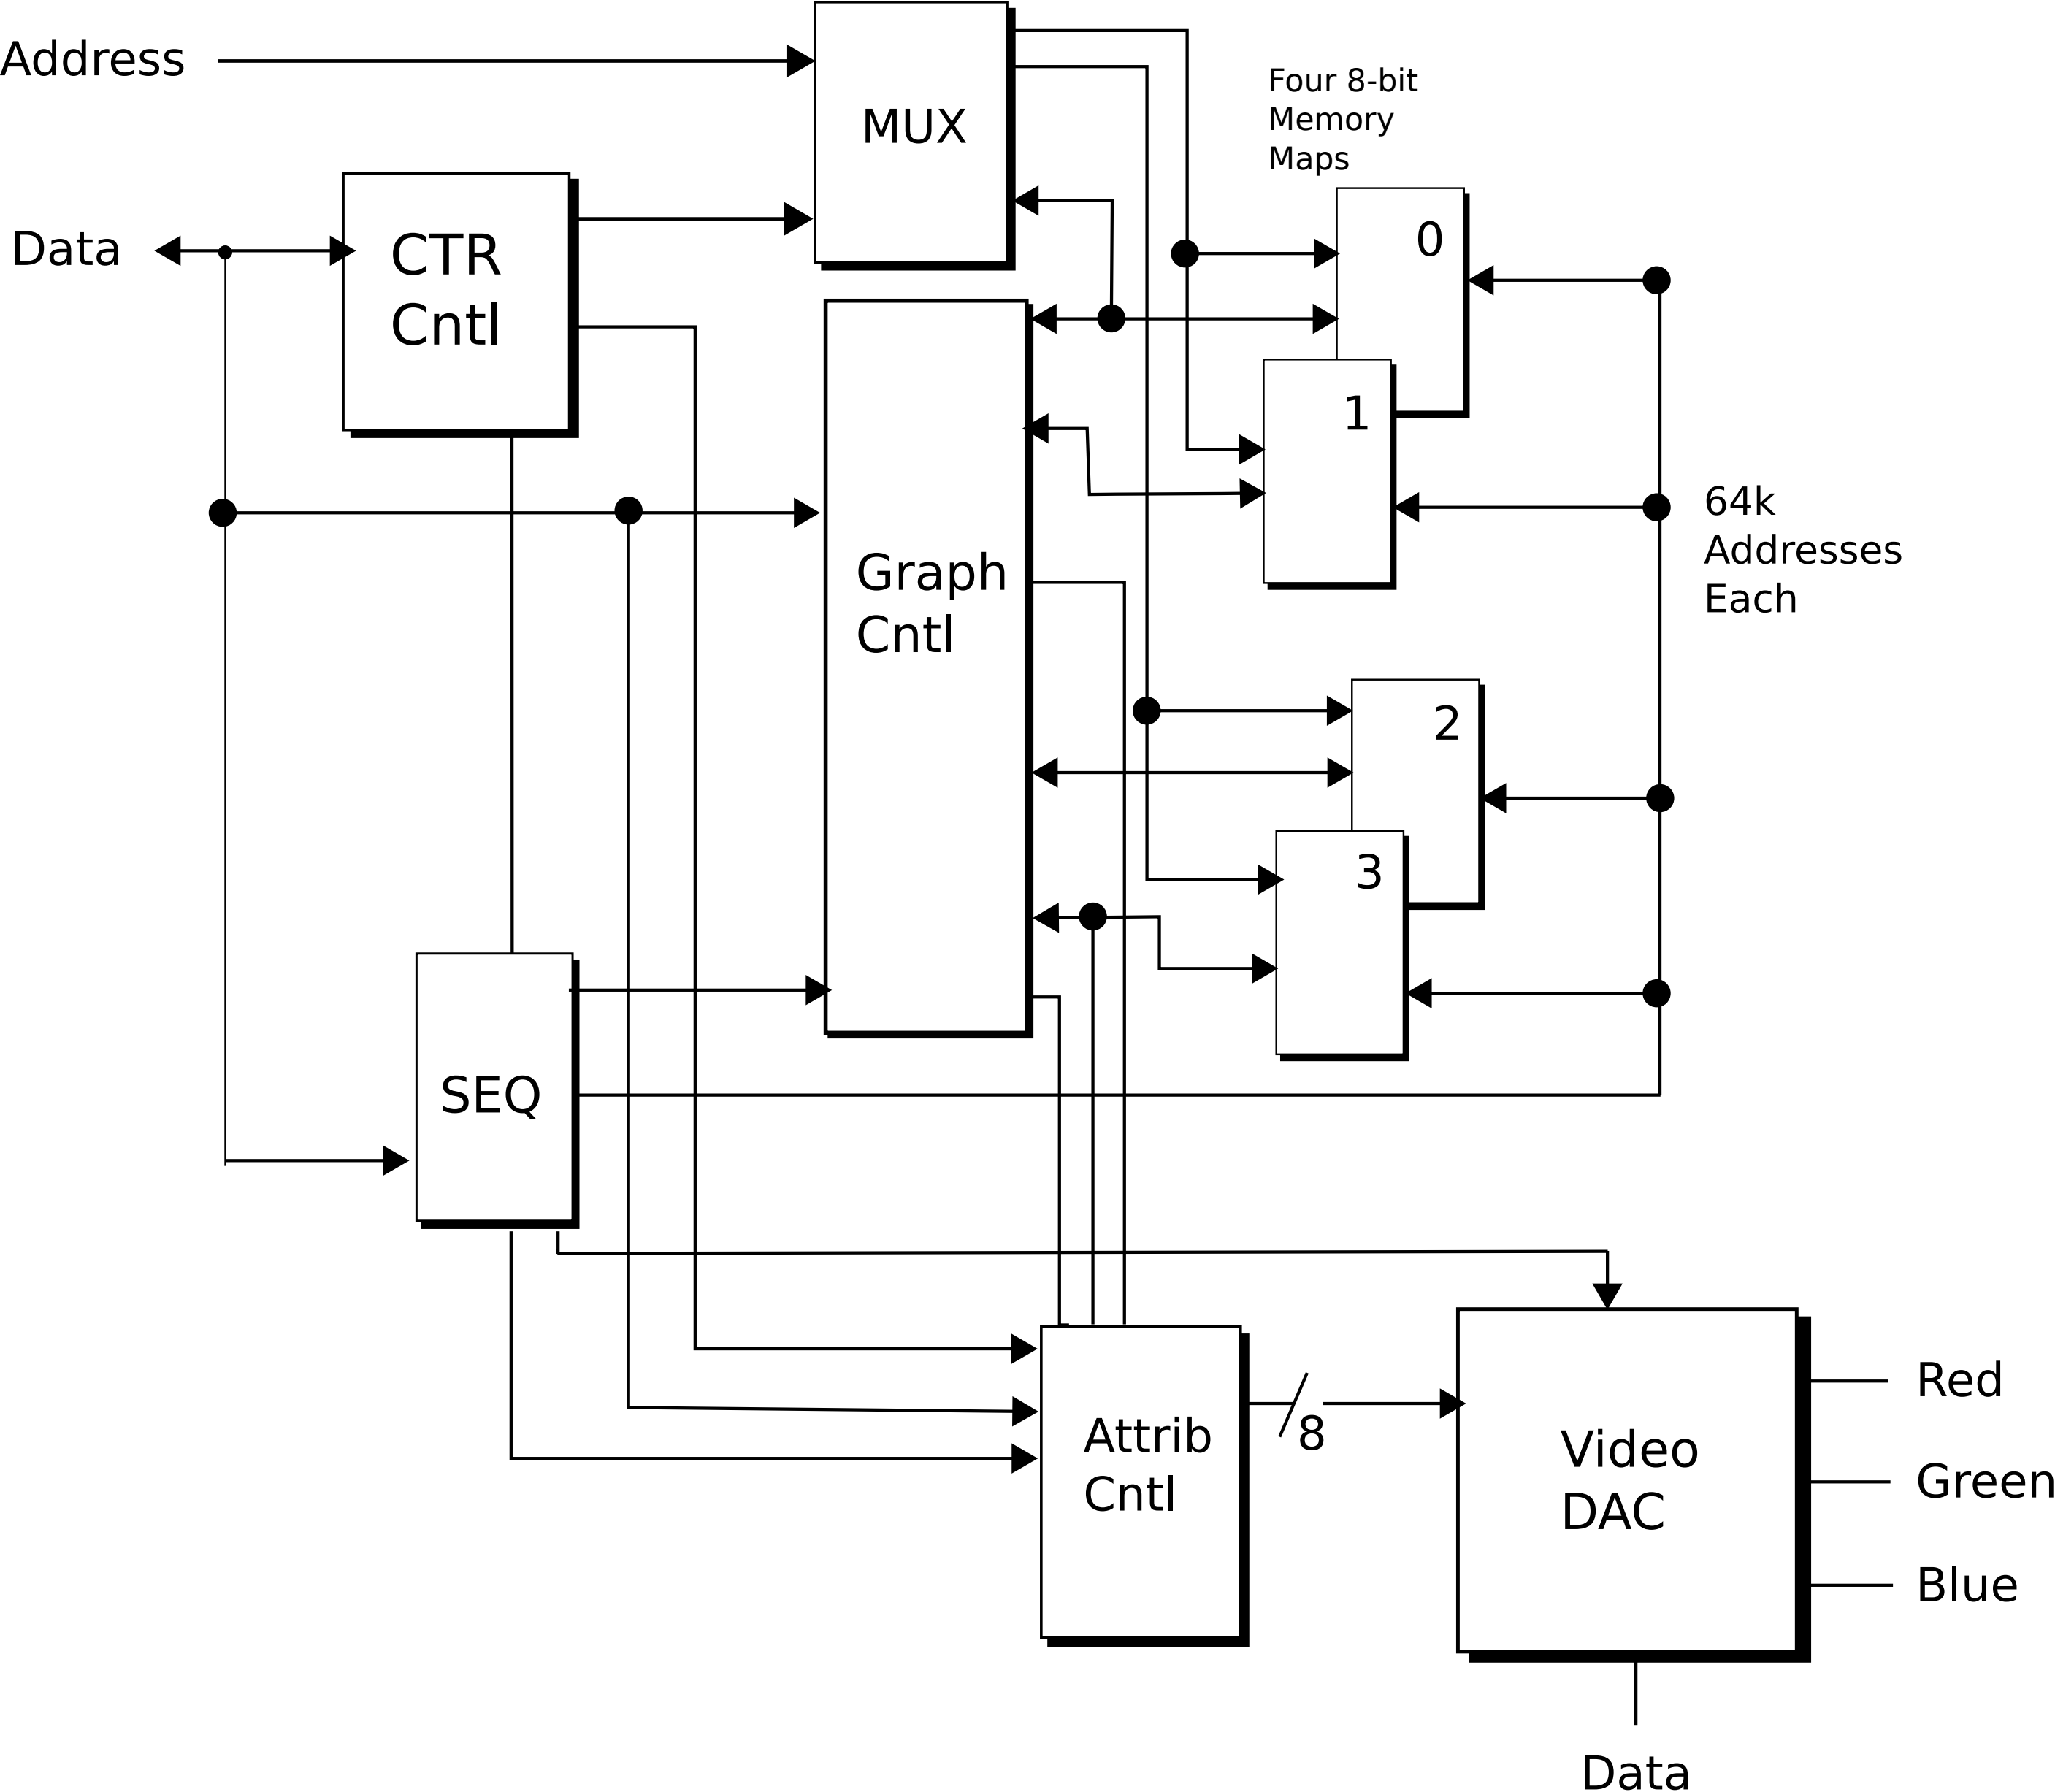 Address
MUX
Four 8-bit
Memory
Maps
0
Data
CTR
Cntl
1
64k
Addresses
Each
Graph
Cntl
2
3
SEQ
Red
Attrib
Cntl
8
Video
DAC
Green
Blue
Data